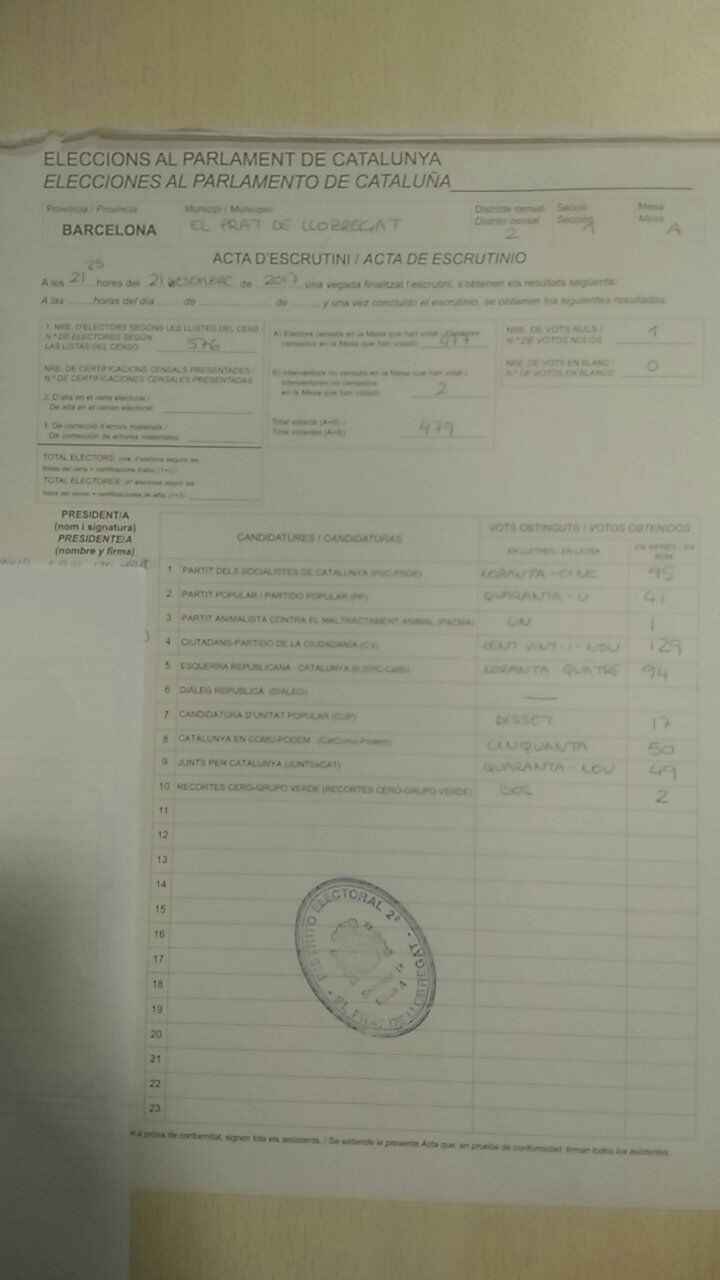 ELECCIONS AL PARLAMENT DE CATALUNYA
ELECCIONES AL PARLAMENTO DE CATALUÑA
Província / Provincia Municipi / Municipio Districte censal Secció Mesa
BARCELONA EL PRAT DE LLOBREGAT Distrito censal Sección Mesa
2 1 A
ACTA D'ESCRUTINI / ACTA DE ESCRUTINIO
25
A les 21 hores del 21 DESEMBRE de 2017, una vegada finalitzat l'escrutini, s'obtenen els resultats següents:
A las horas del día de de y una vez concluido el escrutinio, se obtienen los siguientes resultados:
1. NRE. D'ELECTORS SEGONS LES LLISTES DEL CENS /
N.º DE ELECTORES SEGÚN
LAS LISTAS DEL CENSO 576
NRE. DE CERTIFICACIONS CENSALS PRESENTADES /
N.º DE CERTIFICACIONES CENSALES PRESENTADAS
2. D'alta en el cens electoral /
De alta en el censo electoral:
3. De correcció d'errors materials /
De corrección de errores materiales:
TOTAL ELECTORS: (nre. d'electors segons les
llistes del cens + certificacions d'alta) (1+2) /
TOTAL ELECTORES: (nº electores según las
listas del censo + certificaciones de alta) (1+2)
A) Electors censats en la Mesa que han votat / Electores
censados en la Mesa que han votado 477
B) Interventors no censats en la Mesa que han votat /
Interventores no censados
en la Mesa que han votado 2
Total votants (A+B) /
Total votantes (A+B) 479
NRE. DE VOTS NULS /
N.º DE VOTOS NULOS 1
NRE. DE VOTS EN BLANC /
N.º DE VOTOS EN BLANCO 0
PRESIDENT/A
(nom i signatura)
PRESIDENTE/A
(nombre y firma)
CANDIDATURES / CANDIDATURAS
VOTS OBTINGUTS / VOTOS OBTENIDOS
EN LLETRES / EN LETRA EN XIFRES / EN NÚM.
1 PARTIT DELS SOCIALISTES DE CATALUNYA (PSC-PSOE) NORANTA-CINC 95
2 PARTIT POPULAR / PARTIDO POPULAR (PP) QUARANTA-U 41
3 PARTIT ANIMALISTA CONTRA EL MALTRACTAMENT ANIMAL (PACMA) UN 1
4 CIUTADANS-PARTIDO DE LA CIUDADANÍA (C's) CENT VINT-I-NOU 129
5 ESQUERRA REPUBLICANA - CATALUNYA SÍ (ERC-CatSí) NORANTA-QUATRE 94
6 DIÀLEG REPUBLICÀ (DIÀLEG)
7 CANDIDATURA D'UNITAT POPULAR (CUP) DISSET 17
8 CATALUNYA EN COMÚ-PODEM (CatComú-Podem) CINQUANTA 50
9 JUNTS PER CATALUNYA (JUNTSxCAT) QUARANTA-NOU 49
10 RECORTES CERO-GRUPO VERDE (RECORTES CERO-GRUPO VERDE) DOS 2
11
12
13
14
15
16
17
18
19
20
21
22
23
DISTRITO ELECTORAL 2º - EL PRAT DE LLOBREGAT -
a prova de conformitat, signen tots els assistents. / Se extiende la presente Acta que, en prueba de conformidad, firman todos los asistentes.